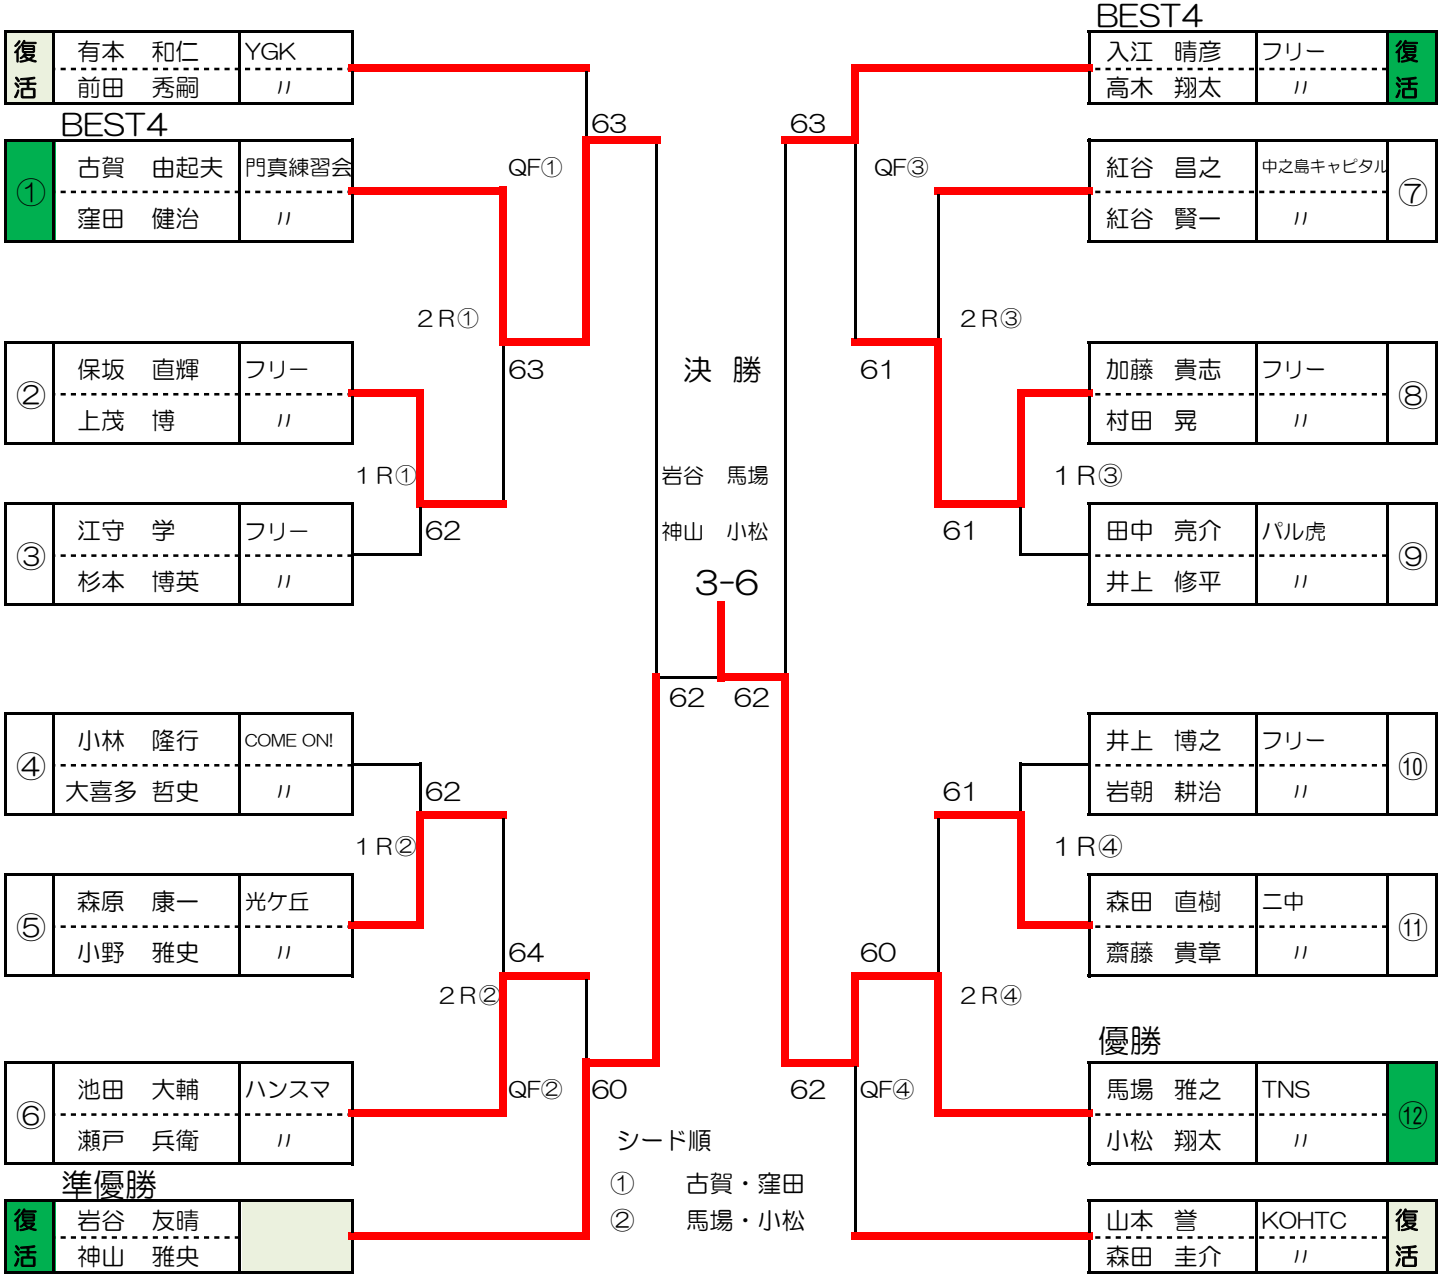 復活
有本 和仁 YGK
前田 秀嗣 〃
BEST4
① 古賀 由起夫 門真練習会
窪田 健治 〃
② 保坂 直輝 フリー
上茂 博 〃
③ 江守 学 フリー
杉本 博英 〃
④ 小林 隆行 COME ON!
大喜多 哲史 〃
⑤ 森原 康一 光ケ丘
小野 雅史 〃
⑥ 池田 大輔 ハンスマ
瀬戸 兵衛 〃
準優勝
復活
岩谷 友晴
神山 雅央
63
QF①
2R①
63
1R①
62
62
1R②
64
2R②
QF②
60
決 勝
岩谷 馬場
神山 小松
3-6
62 62
シード順
① 古賀・窪田
② 馬場・小松
63
QF③
2R③
61
1R③
61
61
1R④
60
2R④
62
QF④
BEST4
入江 晴彦 フリー
高木 翔太 〃
復活
紅谷 昌之 中之島キャピタル ⑦
紅谷 賢一 〃
加藤 貴志 フリー ⑧
村田 晃 〃
田中 亮介 パル虎 ⑨
井上 修平 〃
井上 博之 フリー ⑩
岩朝 耕治 〃
森田 直樹 二中 ⑪
齋藤 貴章 〃
優勝
馬場 雅之 TNS ⑫
小松 翔太 〃
山本 誉 KOHTC
森田 圭介 〃
復活